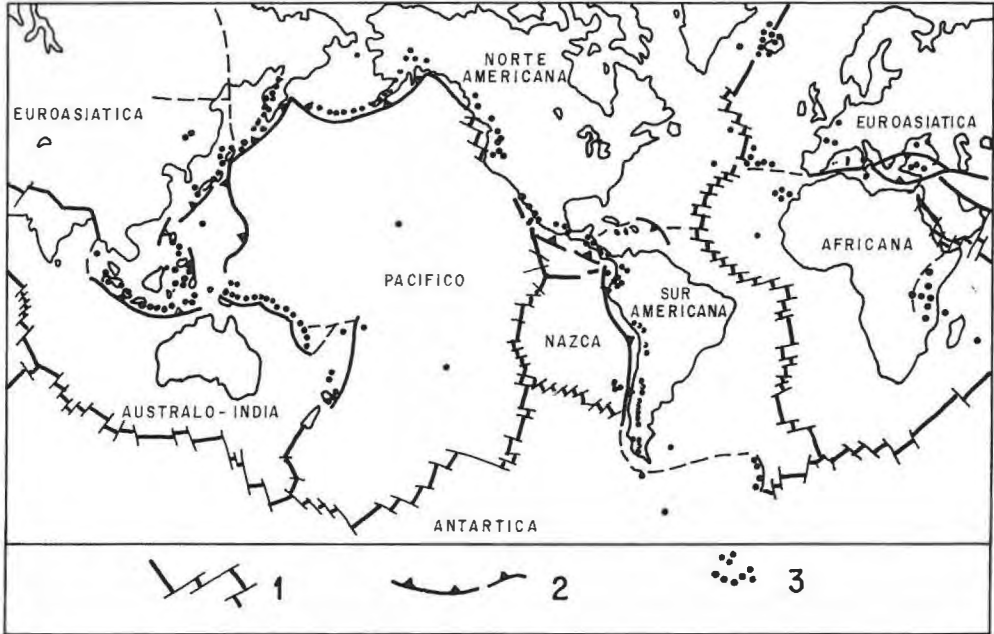 NORTE
AMERICANA
EUROASIATICA
EUROASIATICA
AFRICANA
PACIFICO
SUR
AMERICANA
NAZCA
AUSTRALO-INDIA
ANTARTICA
1
2
3